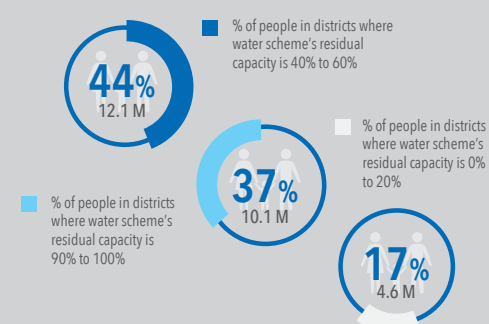 % of people in districts where
water scheme's residual
capacity is 40% to 60%
44%
12.1 M
% of people in districts
where water scheme's
residual capacity is 0%
to 20%
37%
10.1 M
% of people in districts
where water scheme's
residual capacity is
90% to 100%
17%
4.6 M